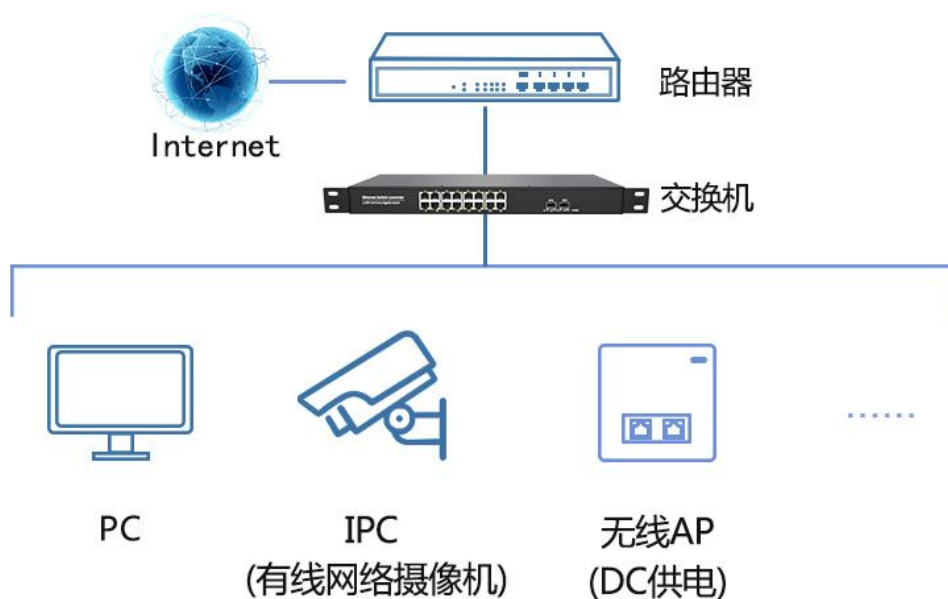 路由器
Internet
交换机
PC
IPC
(有线网络摄像机)
无线AP
(DC供电)
......